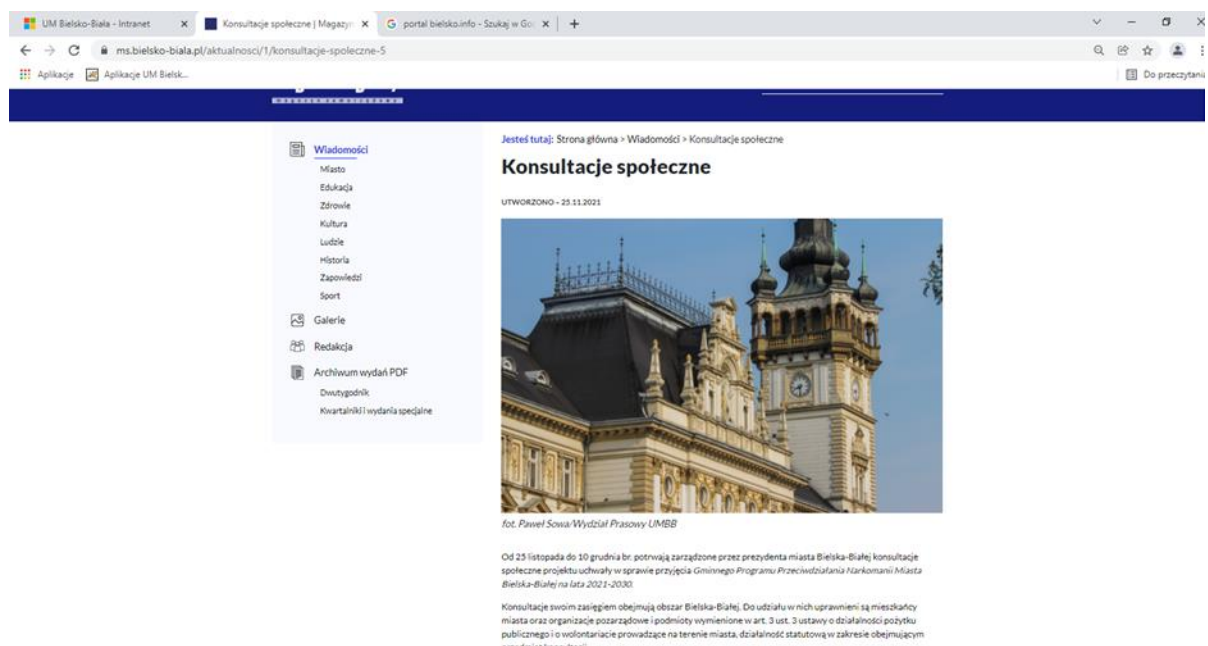 UM Bielsko-Biała - Intranet
Konsultacje społeczne | Magazyn
portal bielsko.info - Szukaj w Goo
ms.bielsko-biala.pl/aktualnosci/1/konsultacje-spoleczne-5
Aplikacje
Aplikacje UM Bielsk...
Do przeczytania
Wiadomości
Miasto
Edukacja
Zdrowie
Kultura
Ludzie
Historia
Zapowiedzi
Sport
Galerie
Redakcja
Archiwum wydań PDF
Dwutygodnik
Kwartalniki i wydania specjalne
Jesteś tutaj: Strona główna > Wiadomości > Konsultacje społeczne
Konsultacje społeczne
UTWORZONO - 25.11.2021
fot. Paweł Sowa/Wydział Prasowy UMBB
Od 25 listopada do 10 grudnia br. potrwają zarządzone przez prezydenta miasta Bielska-Białej konsultacje
społeczne projektu uchwały w sprawie przyjęcia Gminnego Programu Przeciwdziałania Narkomanii Miasta
Bielska-Białej na lata 2021-2030.
Konsultacje swoim zasięgiem obejmują obszar Bielska-Białej. Do udziału w nich uprawnieni są mieszkańcy
miasta oraz organizacje pozarządowe i podmioty wymienione w art. 3 ust. 3 ustawy o działalności pożytku
publicznego i o wolontariacie prowadzące na terenie miasta, działalność statutową w zakresie obejmującym